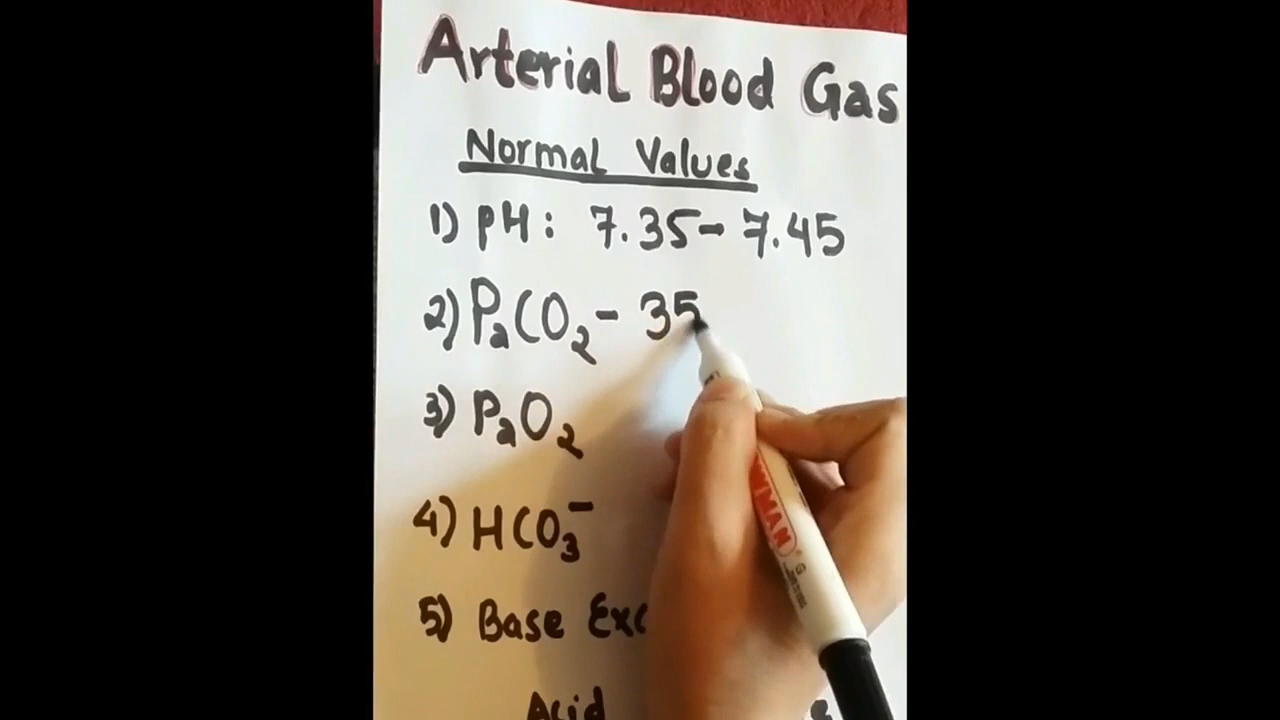 Arterial Blood Gas
Normal Values
1) pH: 7.35- 7.45
2) PaCO₂- 35
3) PaO₂
4) HCO₃⁻
5) Base Exc
Acid